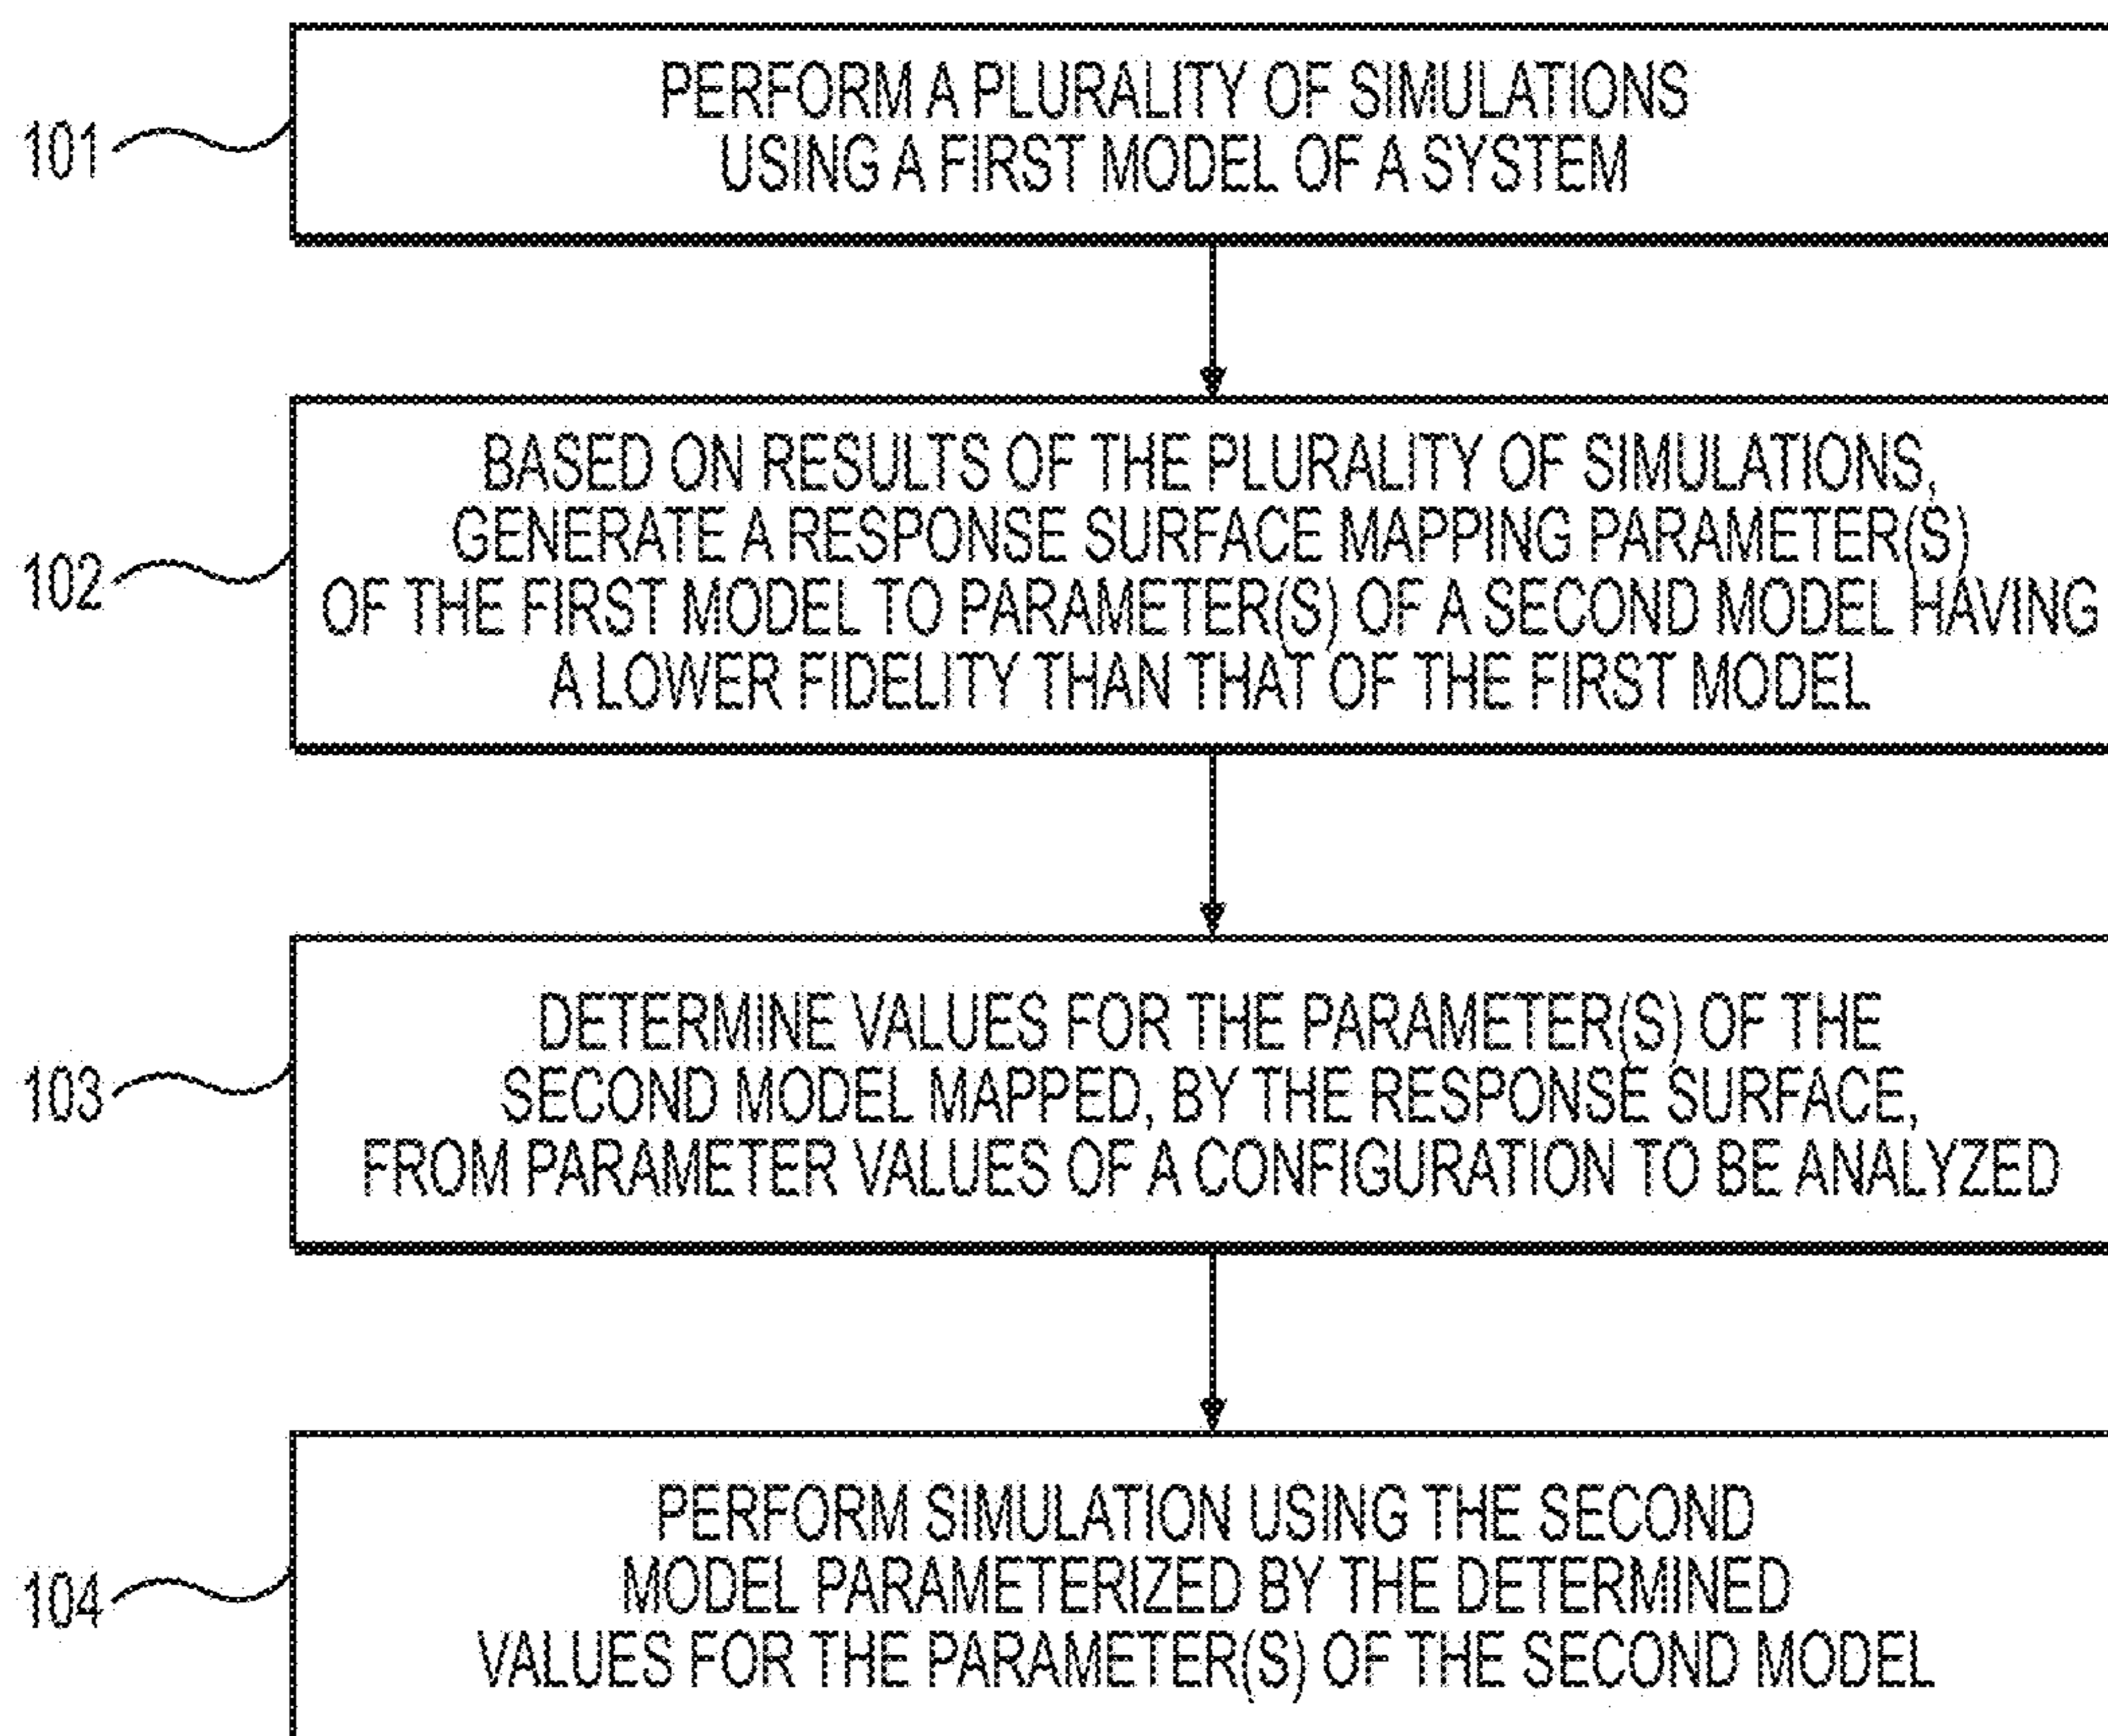 101
PERFORM A PLURALITY OF SIMULATIONS
USING A FIRST MODEL OF A SYSTEM
102
BASED ON RESULTS OF THE PLURALITY OF SIMULATIONS,
GENERATE A RESPONSE SURFACE MAPPING PARAMETER(S)
OF THE FIRST MODEL TO PARAMETER(S) OF A SECOND MODEL HAVING
A LOWER FIDELITY THAN THAT OF THE FIRST MODEL
103
DETERMINE VALUES FOR THE PARAMETER(S) OF THE
SECOND MODEL MAPPED, BY THE RESPONSE SURFACE,
FROM PARAMETER VALUES OF A CONFIGURATION TO BE ANALYZED
104
PERFORM SIMULATION USING THE SECOND
MODEL PARAMETERIZED BY THE DETERMINED
VALUES FOR THE PARAMETER(S) OF THE SECOND MODEL